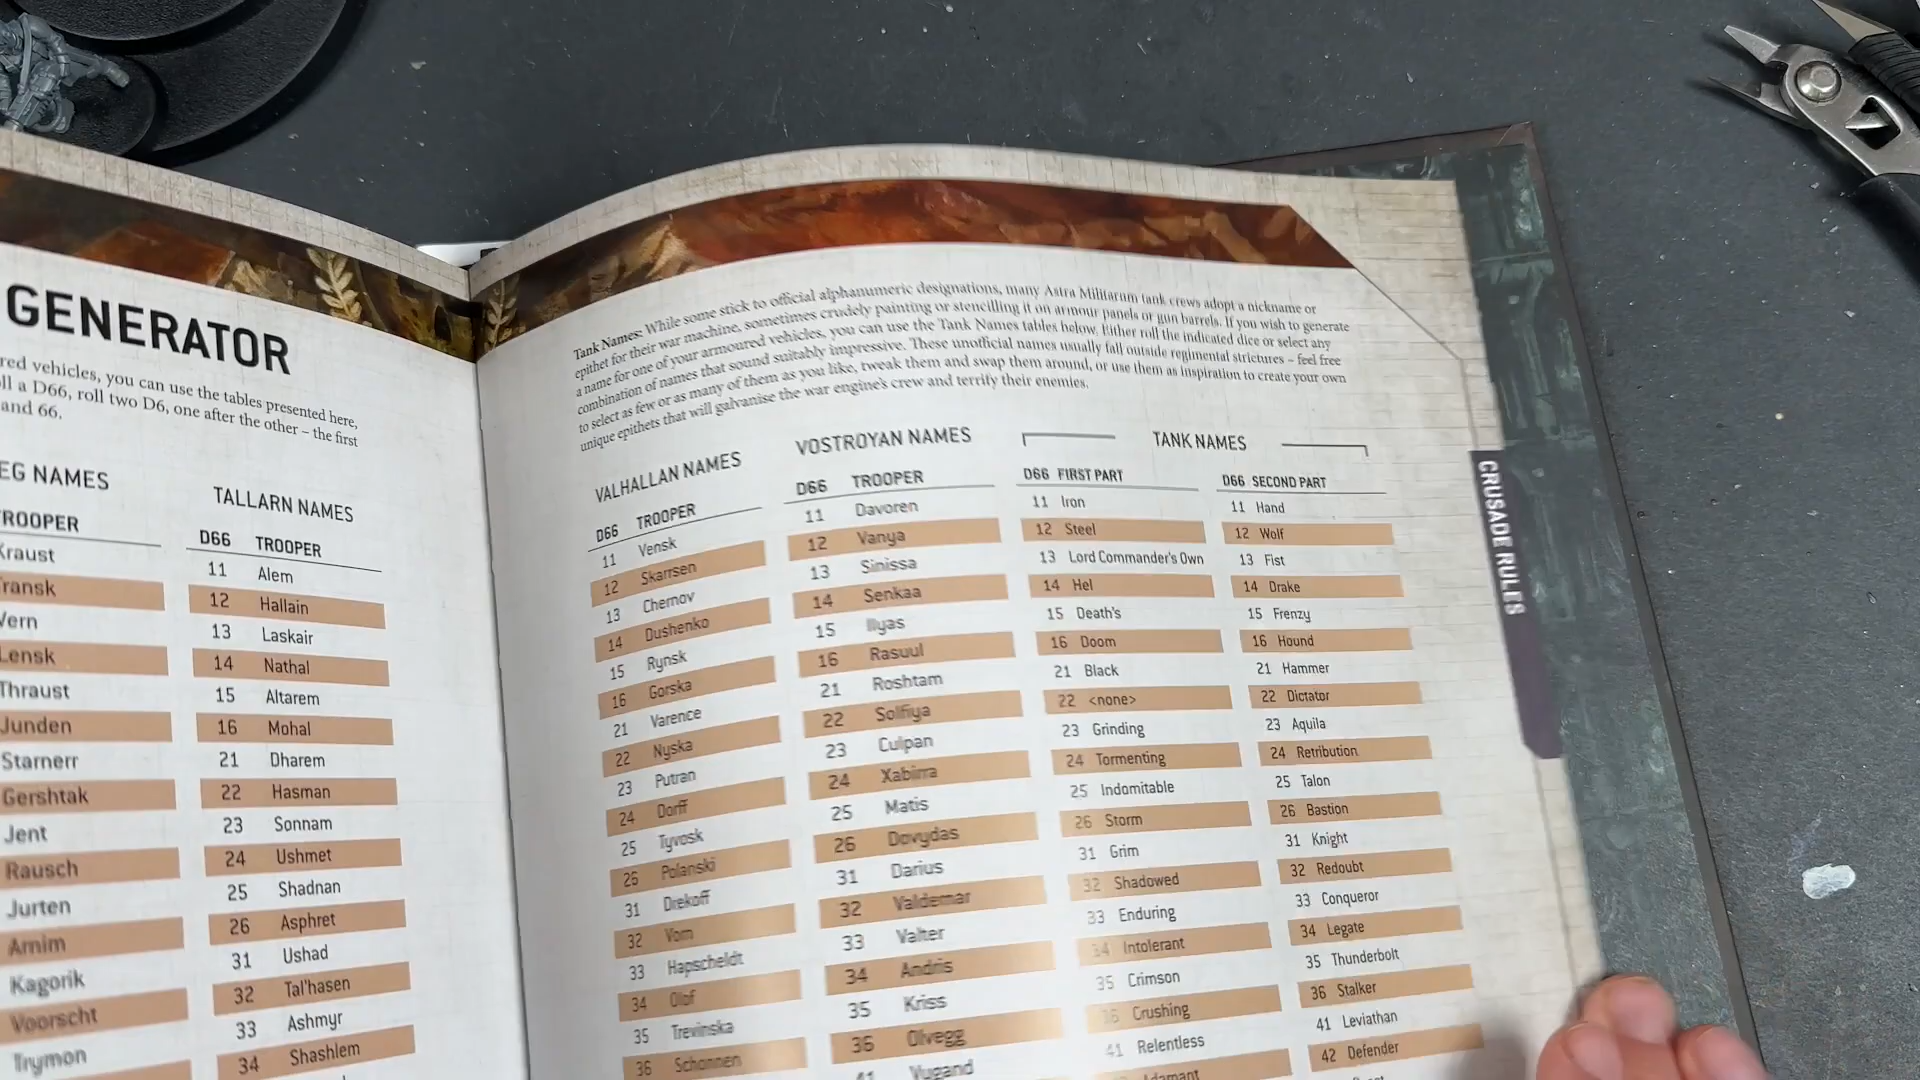 GENERATOR
red vehicles, you can use the tables presented here,
ll a D66, roll two D6, one after the other – the first
and 66.
EG NAMES
ROOPER
Kraust
ransk
Vern
Lensk
Thraust
Junden
Starnerr
Gershtak
Jent
Rausch
Jurten
Arnim
Kagorik
Voorscht
Trymon
TALLARN NAMES
D66 TROOPER
11 Alem
12 Hallain
13 Laskair
14 Nathal
15 Altarem
16 Mohal
21 Dharem
22 Hasman
23 Sonnam
24 Ushmet
25 Shadnan
26 Asphret
31 Ushad
32 Tal'hasen
33 Ashmyr
34 Shashlem
Tank Names: While some stick to official alphanumeric designations, many Astra Militarum tank crews adopt a nickname or
epithet for their war machine, sometimes crudely painting or stencilling it on armour panels or gun barrels. If you wish to generate
a name for one of your armoured vehicles, you can use the Tank Names tables below. Either roll the indicated dice or select any
combination of names that sound suitably impressive. These unofficial names usually fall outside regimental strictures – feel free
to select as few or as many of them as you like, tweak them and swap them around, or use them as inspiration to create your own
unique epithets that will galvanise the war engine's crew and terrify their enemies.
VALHALLAN NAMES
D66 TROOPER
11 Vensk
12 Skarrsen
13 Chernov
14 Dushenko
15 Rynsk
16 Gorska
21 Varence
22 Nyska
23 Putran
24 Dorff
25 Tyvosk
26 Polanski
31 Drekoff
32 Vorn
33 Hapscheldt
34 Olof
35 Trevinska
36 Schonnen
VOSTROYAN NAMES
D66 TROOPER
11 Davoren
12 Vanya
13 Sinissa
14 Senkaa
15 Ilyas
16 Rasuul
21 Roshtam
22 Solfiya
23 Culpan
24 Xabirra
25 Matis
26 Dovydas
31 Darius
32 Valdemar
33 Valter
34 Andris
35 Kriss
36 Olvegg
41 Vygand
TANK NAMES
D66 FIRST PART
11 Iron
12 Steel
13 Lord Commander's Own
14 Hel
15 Death's
16 Doom
21 Black
22 <none>
23 Grinding
24 Tormenting
25 Indomitable
26 Storm
31 Grim
32 Shadowed
33 Enduring
34 Intolerant
35 Crimson
36 Crushing
41 Relentless
Adamant
D66 SECOND PART
11 Hand
12 Wolf
13 Fist
14 Drake
15 Frenzy
16 Hound
21 Hammer
22 Dictator
23 Aquila
24 Retribution
25 Talon
26 Bastion
31 Knight
32 Redoubt
33 Conqueror
34 Legate
35 Thunderbolt
36 Stalker
41 Leviathan
42 Defender
CRUSADE RULES